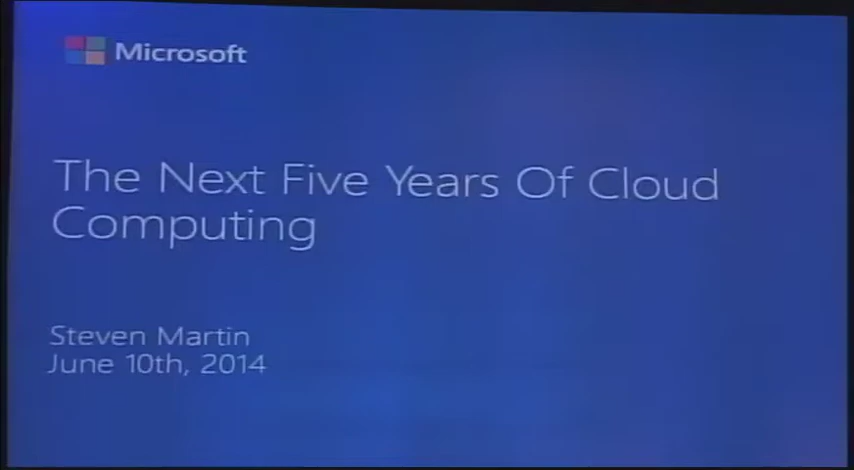 Microsoft
The Next Five Years Of Cloud
Computing
Steven Martin
June 10th, 2014